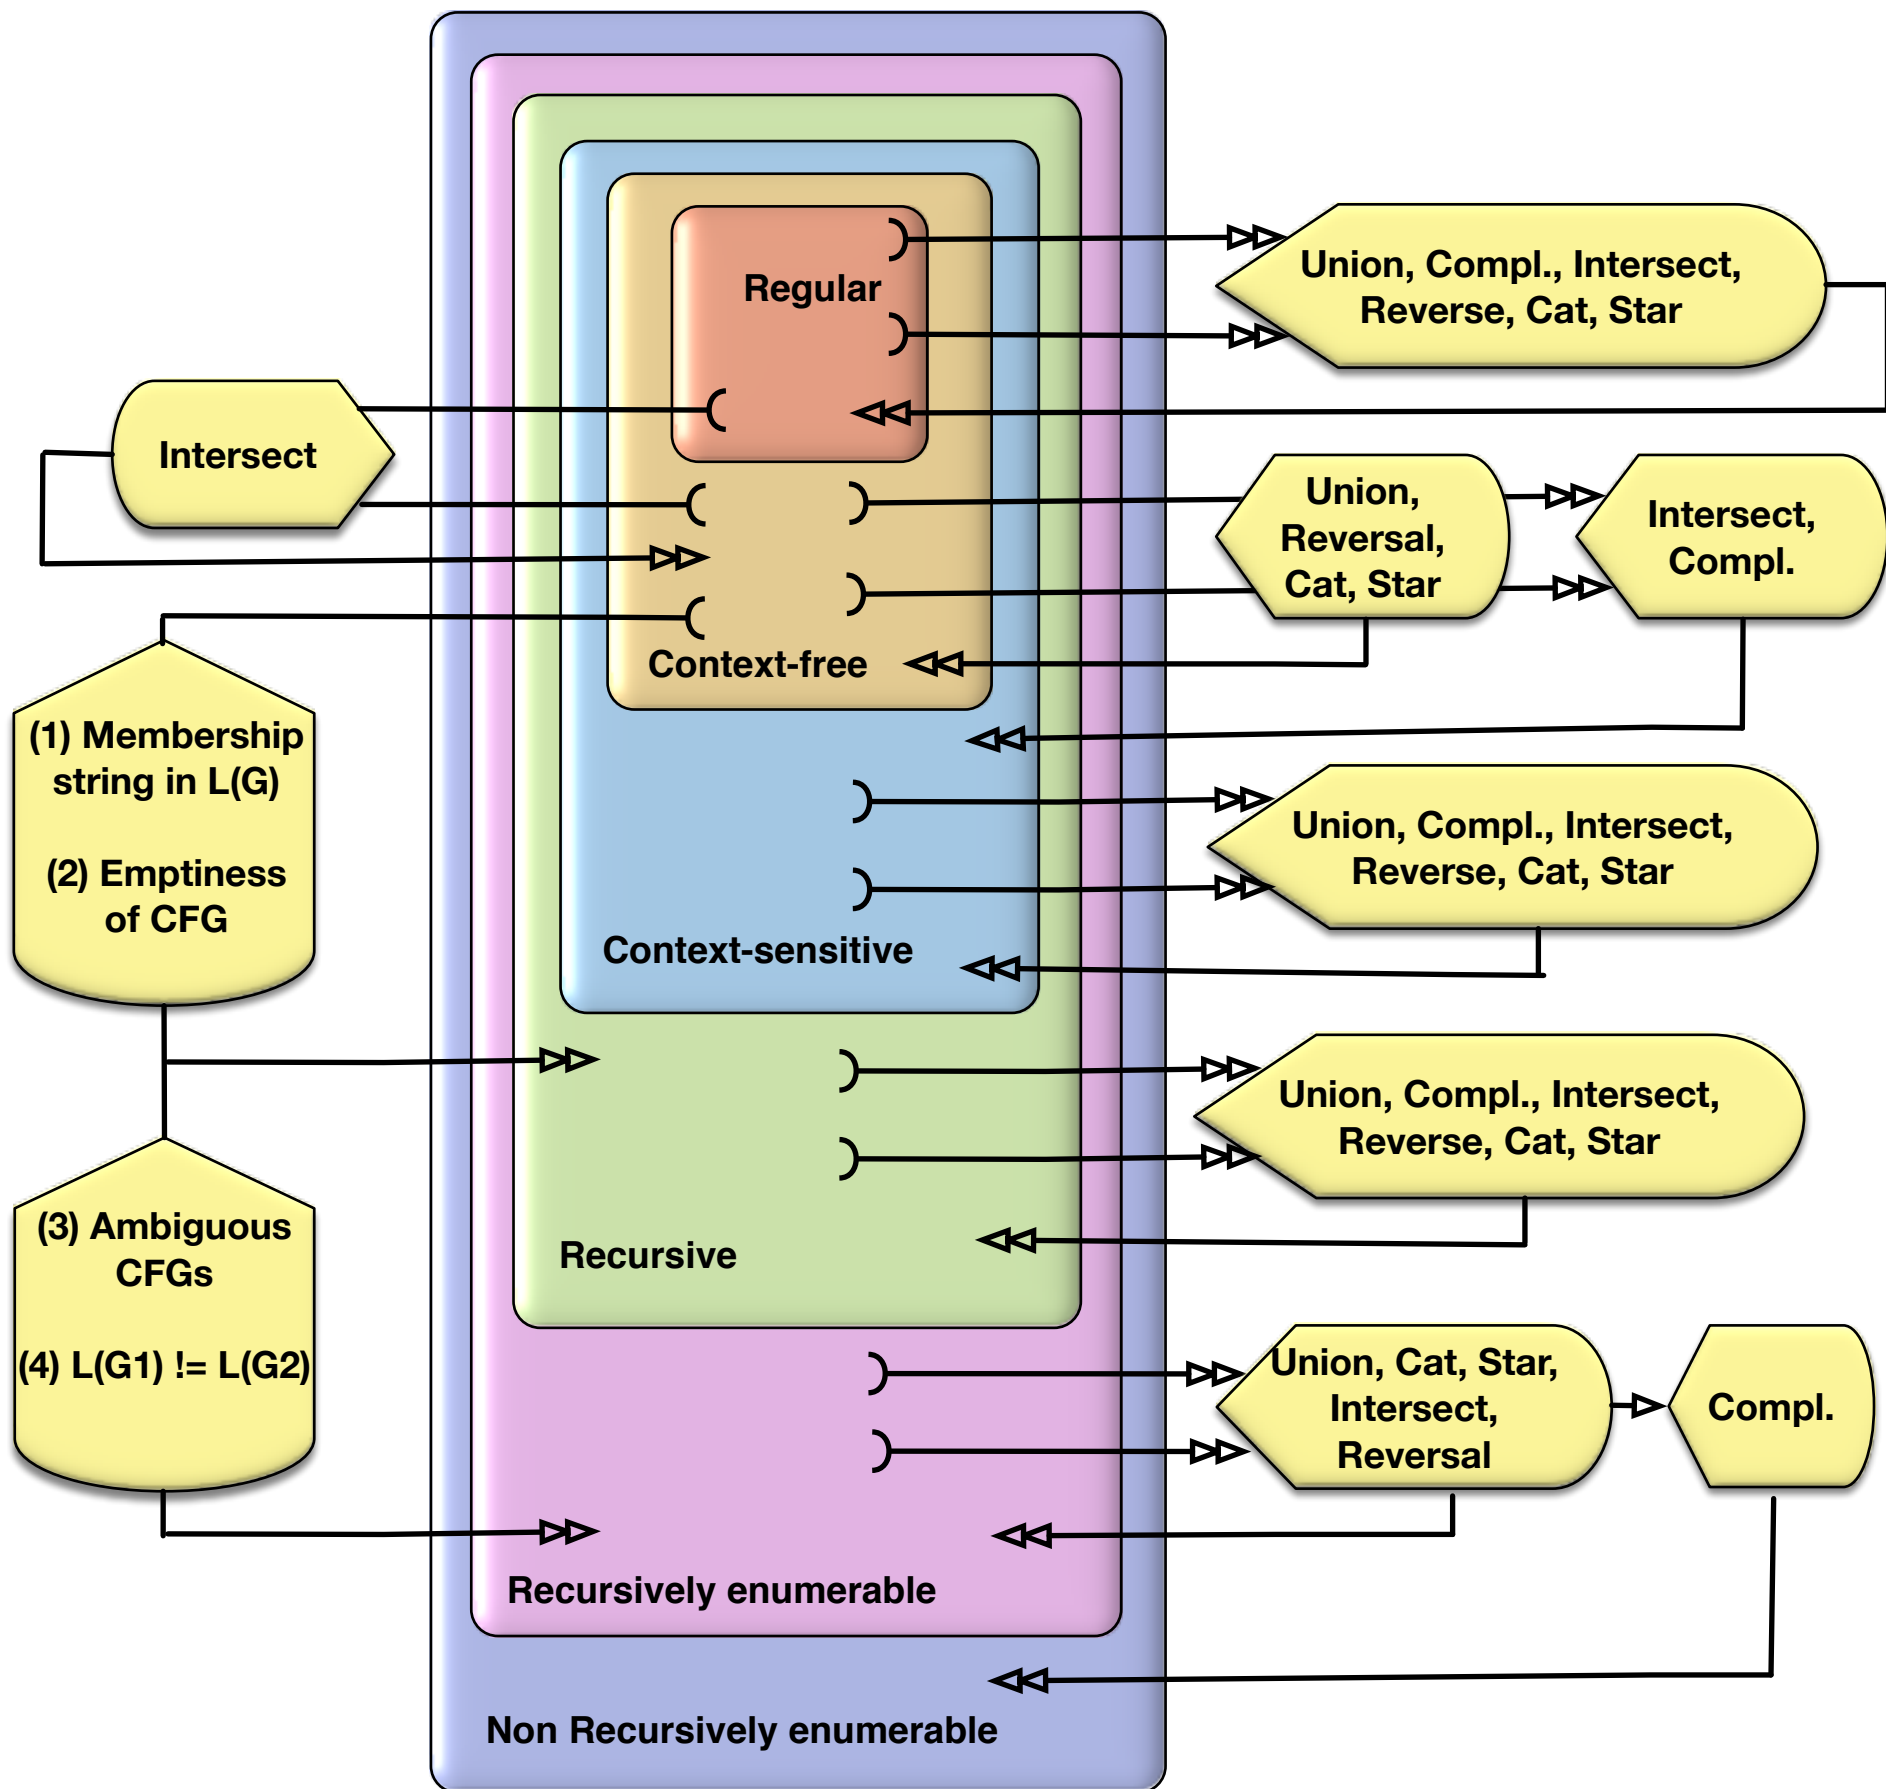 Regular
Union, Compl., Intersect,
Reverse, Cat, Star
Intersect
Union,
Reversal,
Cat, Star
Intersect,
Compl.
Context-free
(1) Membership
string in L(G)
(2) Emptiness
of CFG
Union, Compl., Intersect,
Reverse, Cat, Star
Context-sensitive
Union, Compl., Intersect,
Reverse, Cat, Star
Recursive
(3) Ambiguous
CFGs
(4) L(G1) != L(G2)
Union, Cat, Star,
Intersect,
Reversal
Compl.
Recursively enumerable
Non Recursively enumerable